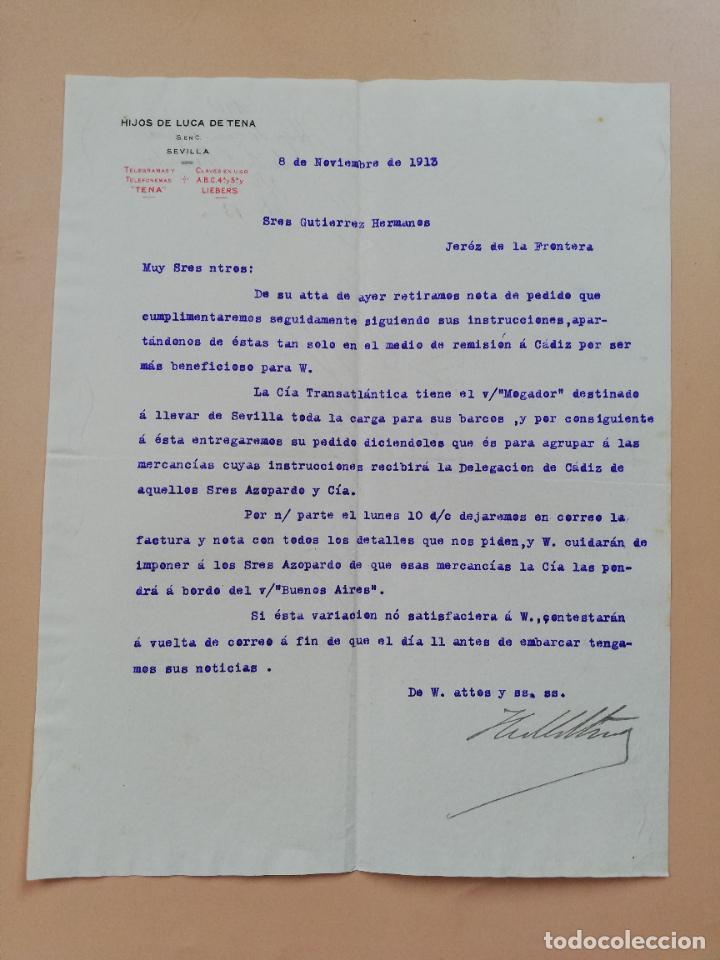 HIJOS DE LUCA DE TENA
S. EN C.
SEVILLA
TELEGRAMAS Y
TELEFONEMAS
"TENA"
CLAVES EN USO
A.B.C. 4ª y 5ª y
LIEBERS
8 de Noviembre de 1913
Sres Gutierrez Hermanos
Jeréz de la Frontera
Muy Sres ntros:
De su atta de ayer retiramos nota de pedido que
cumplimentaremos seguidamente siguiendo sus instrucciones,apar-
tándonos de éstas tan solo en el medio de remisión á Cádiz por ser
más beneficioso para W.
La Cía Transatlántica tiene el v/"Mogador" destinado
á llevar de Sevilla toda la carga para sus barcos ,y por consiguiente
á ésta entregaremos su pedido diciendoles que és para agrupar á las
mercancías cuyas instrucciones recibirá la Delegacion de Cádiz de
aquellos Sres Azopardo y Cía.
Por n/ parte el lunes 10 d/c dejaremos en correo la
factura y nota con todos los detalles que nos piden,y W. cuidarán de
imponer á los Sres Azopardo de que esas mercancías la Cía las pon-
drá á bordo del v/"Buenos Aires".
Si ésta variacion nó satisfaciera á W.,contestarán
á vuelta de correo á fin de que el día 11 antes de embarcar tenga-
mos sus noticias .
De W. attos y ss. ss.
todocoleccion